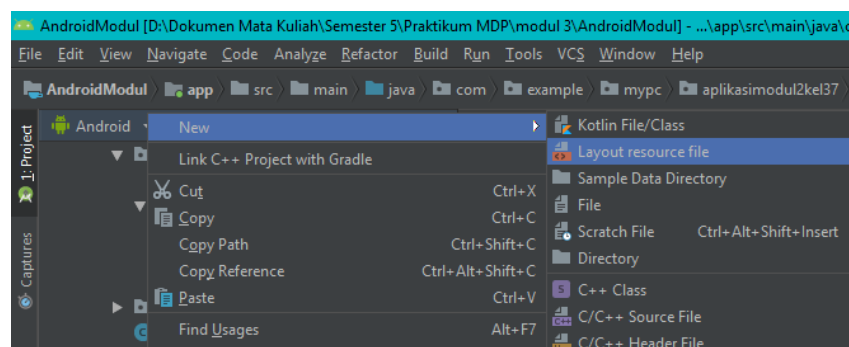 AndroidModul [D:\Dokumen Mata Kuliah\Semester 5\Praktikum MDP\modul 3\AndroidModul] - ...\app\src\main\java\
File Edit View Navigate Code Analyze Refactor Build Run Tools VCS Window Help
AndroidModul app src main java com example mypc aplikasimodul2kel37
1: Project
Captures
Android
New
Link C++ Project with Gradle
Cut Ctrl+X
Copy Ctrl+C
Copy Path Ctrl+Shift+C
Copy Reference Ctrl+Alt+Shift+C
Paste Ctrl+V
Find Usages Alt+F7
Kotlin File/Class
Layout resource file
Sample Data Directory
File
Scratch File Ctrl+Alt+Shift+Insert
Directory
S C++ Class
C/C++ Source File
C/C++ Header File